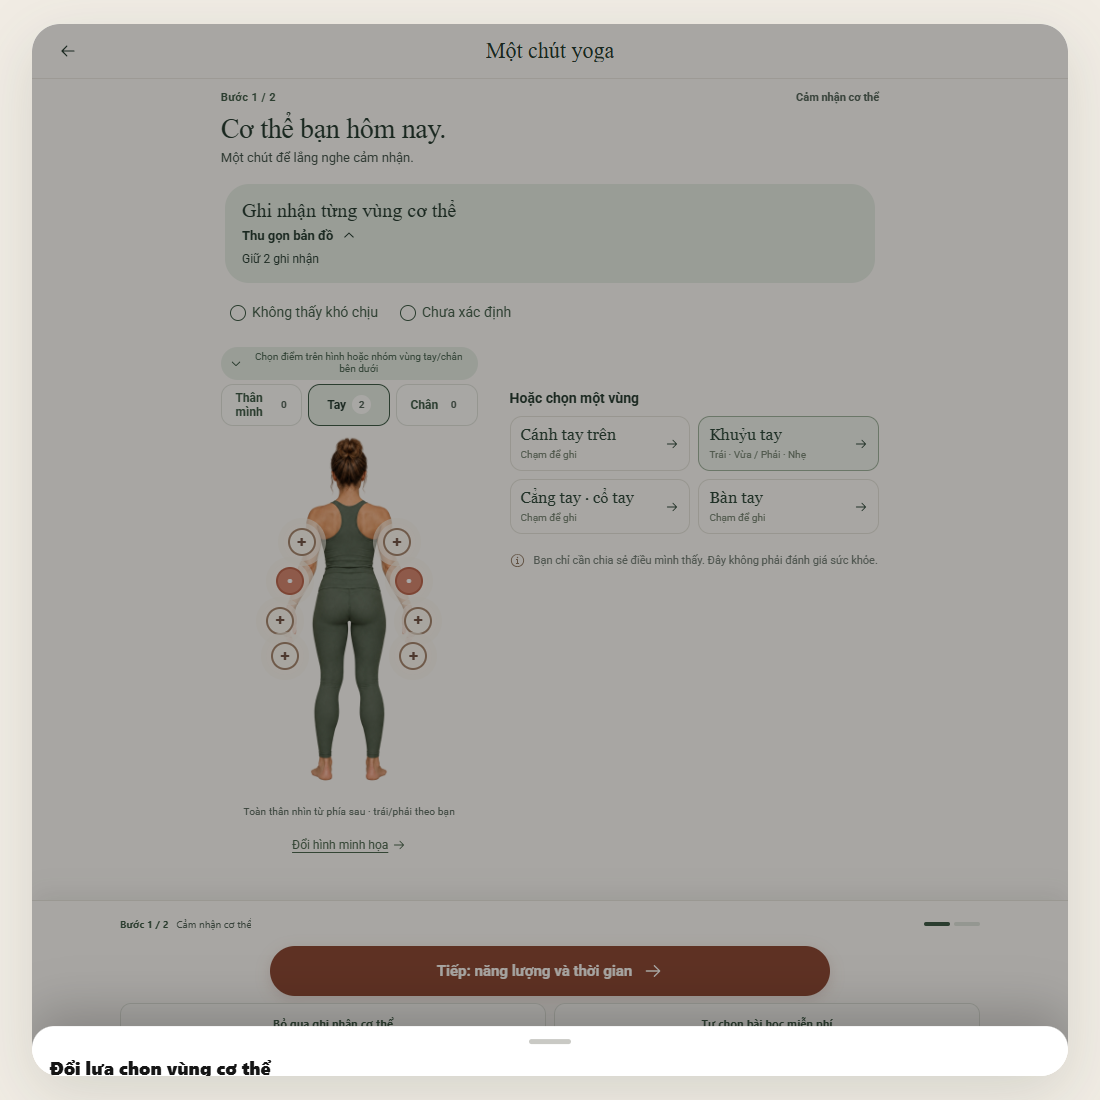 Một chút yoga
Bước 1 / 2
Cảm nhận cơ thể
Cơ thể bạn hôm nay.
Một chút để lắng nghe cảm nhận.
Ghi nhận từng vùng cơ thể
Thu gọn bản đồ
Giữ 2 ghi nhận
Không thấy khó chịu
Chưa xác định
Chọn điểm trên hình hoặc nhóm vùng tay/chân
bên dưới
Thân
mình
0
Tay
2
Chân
0
Hoặc chọn một vùng
Cánh tay trên
Chạm để ghi
Khuỷu tay
Trái · Vừa / Phải · Nhẹ
Cẳng tay · cổ tay
Chạm để ghi
Bàn tay
Chạm để ghi
Bạn chỉ cần chia sẻ điều mình thấy. Đây không phải đánh giá sức khỏe.
Toàn thân nhìn từ phía sau · trái/phải theo bạn
Đổi hình minh họa
Bước 1 / 2
Cảm nhận cơ thể
Tiếp: năng lượng và thời gian
Bỏ qua ghi nhận cơ thể
Tự chọn bài học miễn phí
Đổi lựa chọn vùng cơ thể